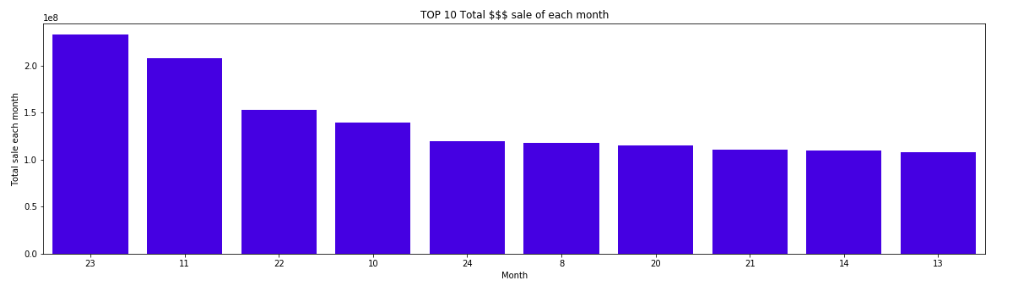 TOP 10 Total $$$ sale of each month
1e8
2.0
1.5
1.0
0.5
0.0
Total sale each month
23 11 22 10 24 8 20 21 14 13
Month